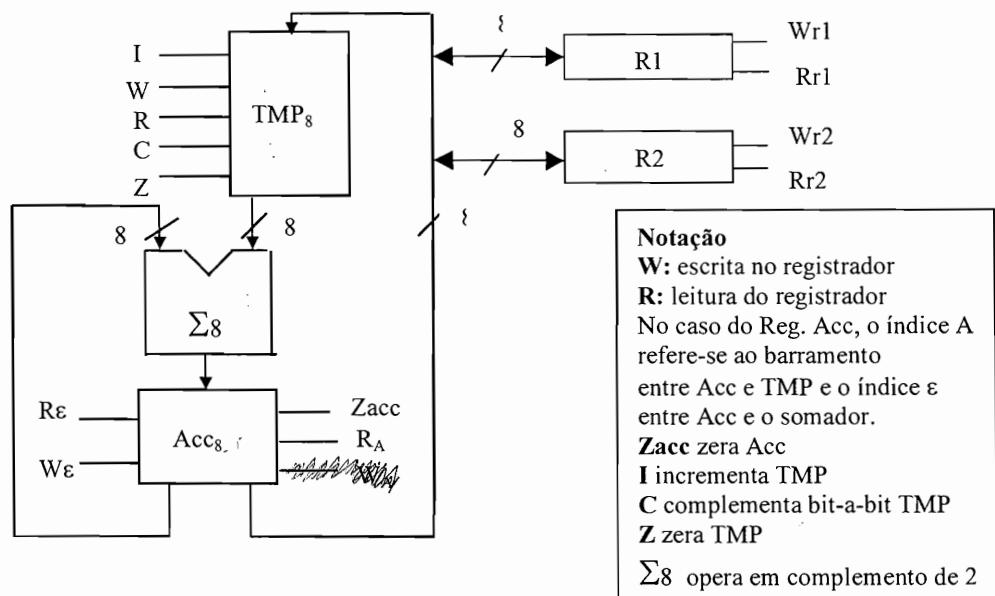 I
W
R
C
Z
TMP8
8
R1
Wr1
Rr1
8
R2
Wr2
Rr2
8
8
8
Σ8
Rε
Wε
Acc8
Zacc
RA
Notação
W: escrita no registrador
R: leitura do registrador
No caso do Reg. Acc, o índice A
refere-se ao barramento
entre Acc e TMP e o índice ε
entre Acc e o somador.
Zacc zera Acc
I incrementa TMP
C complementa bit-a-bit TMP
Z zera TMP
Σ8 opera em complemento de 2